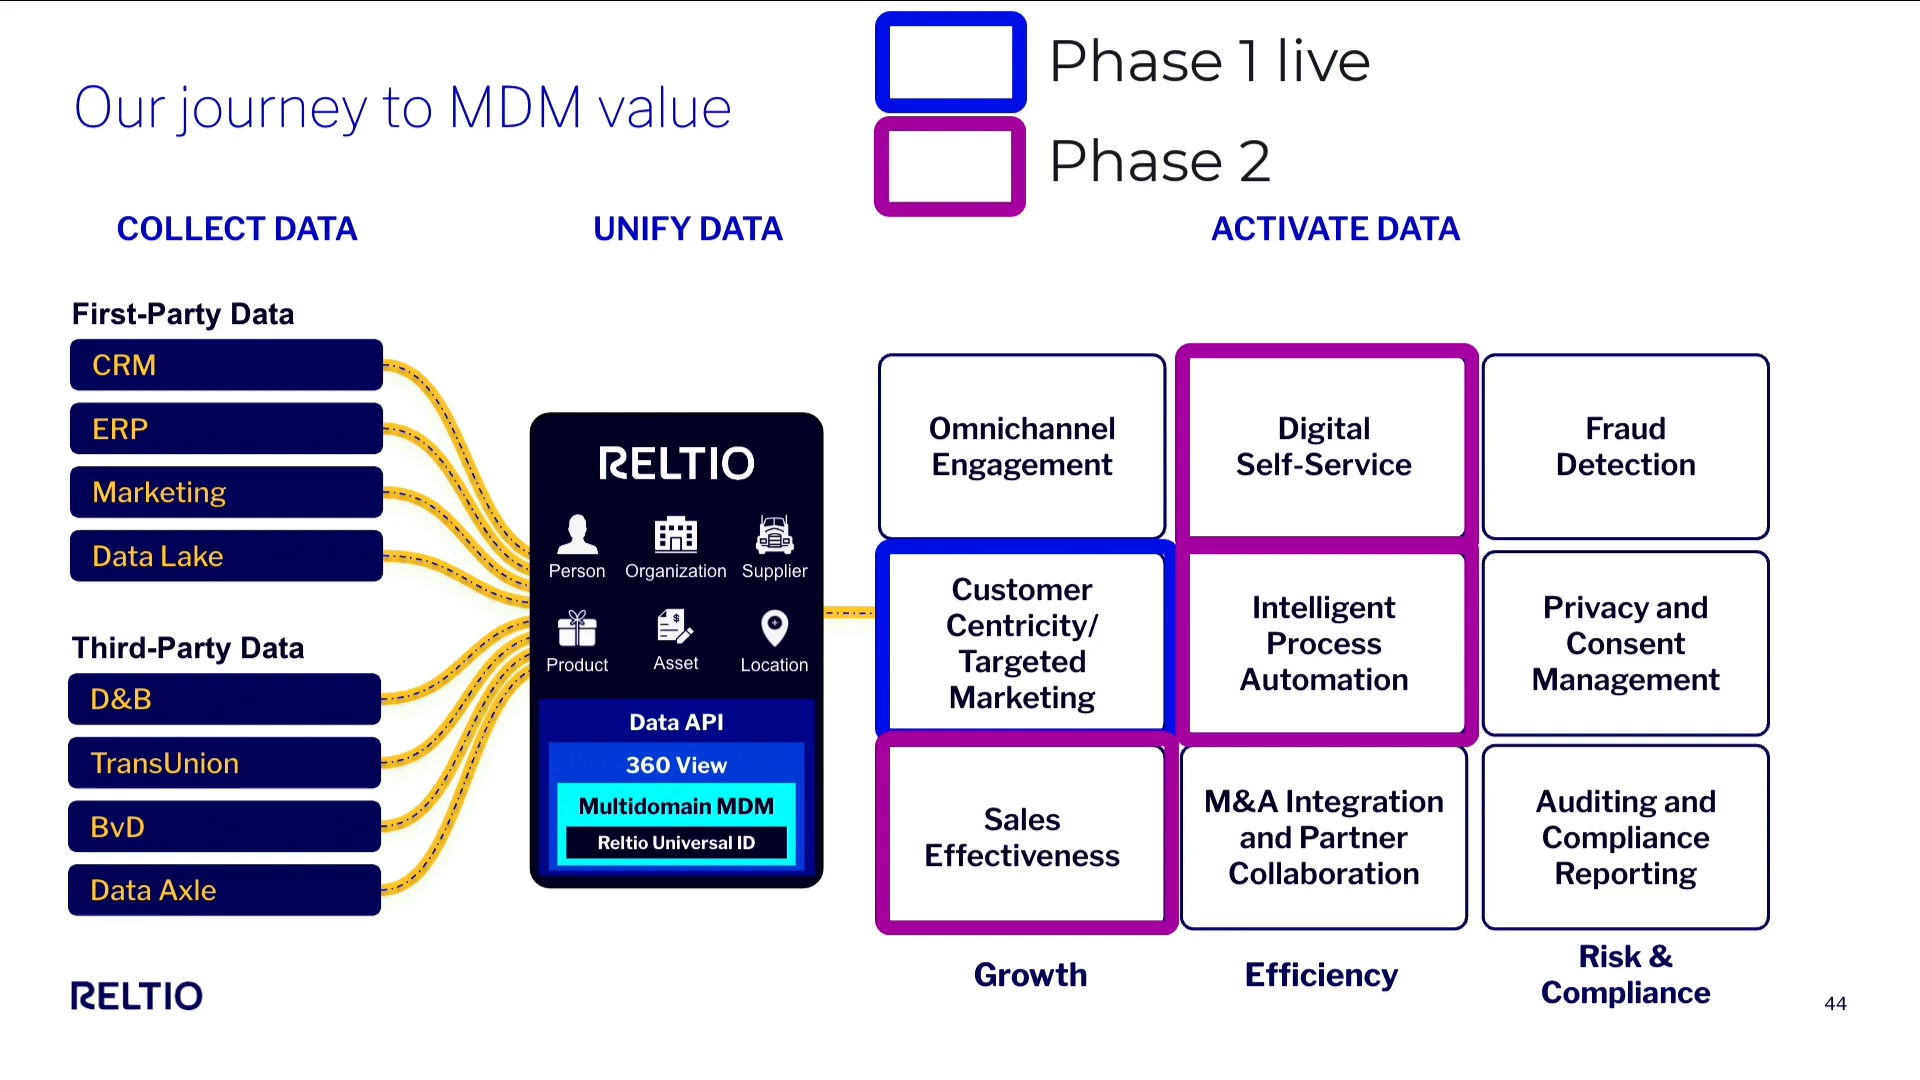 Our journey to MDM value
Phase 1 live
Phase 2
COLLECT DATA
UNIFY DATA
ACTIVATE DATA
First-Party Data
CRM
ERP
Marketing
Data Lake
Third-Party Data
D&B
TransUnion
BvD
Data Axle
RELTIO
Person
Organization
Supplier
Product
Asset
Location
Data API
360 View
Multidomain MDM
Reltio Universal ID
Omnichannel
Engagement
Digital
Self-Service
Fraud
Detection
Customer
Centricity/
Targeted
Marketing
Intelligent
Process
Automation
Privacy and
Consent
Management
Sales
Effectiveness
M&A Integration
and Partner
Collaboration
Auditing and
Compliance
Reporting
Growth
Efficiency
Risk &
Compliance
RELTIO
44